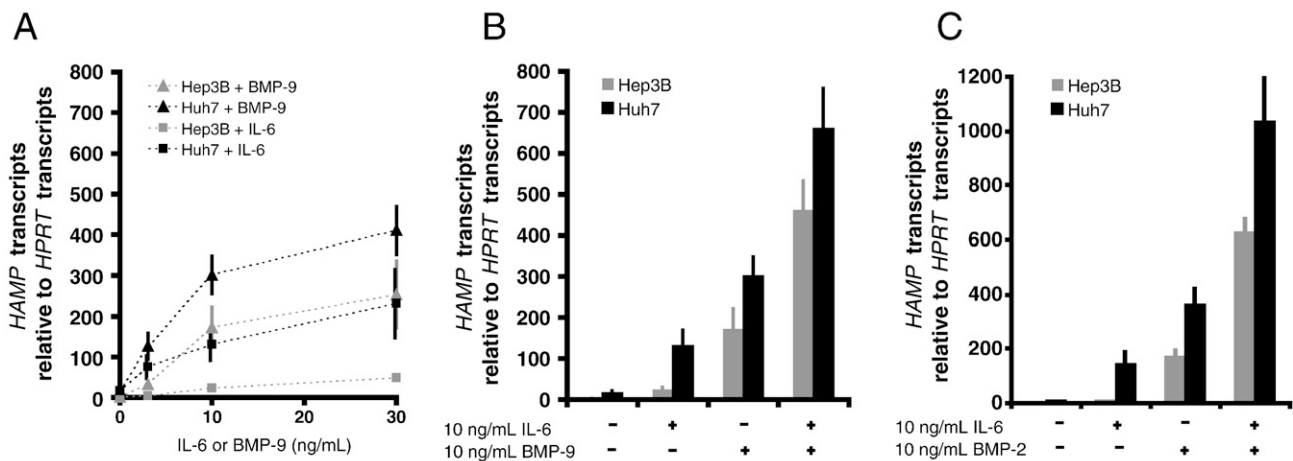 A
HAMP transcripts
relative to HPRT transcripts
800
700
600
500
400
300
200
100
0
Hep3B + BMP-9
Huh7 + BMP-9
Hep3B + IL-6
Huh7 + IL-6
0 10 20 30
IL-6 or BMP-9 (ng/mL)
B
HAMP transcripts
relative to HPRT transcripts
800
700
600
500
400
300
200
100
0
Hep3B
Huh7
10 ng/mL IL-6 - + - +
10 ng/mL BMP-9 - - + +
C
HAMP transcripts
relative to HPRT transcripts
1200
1000
800
600
400
200
0
Hep3B
Huh7
10 ng/mL IL-6 - + - +
10 ng/mL BMP-2 - - + +